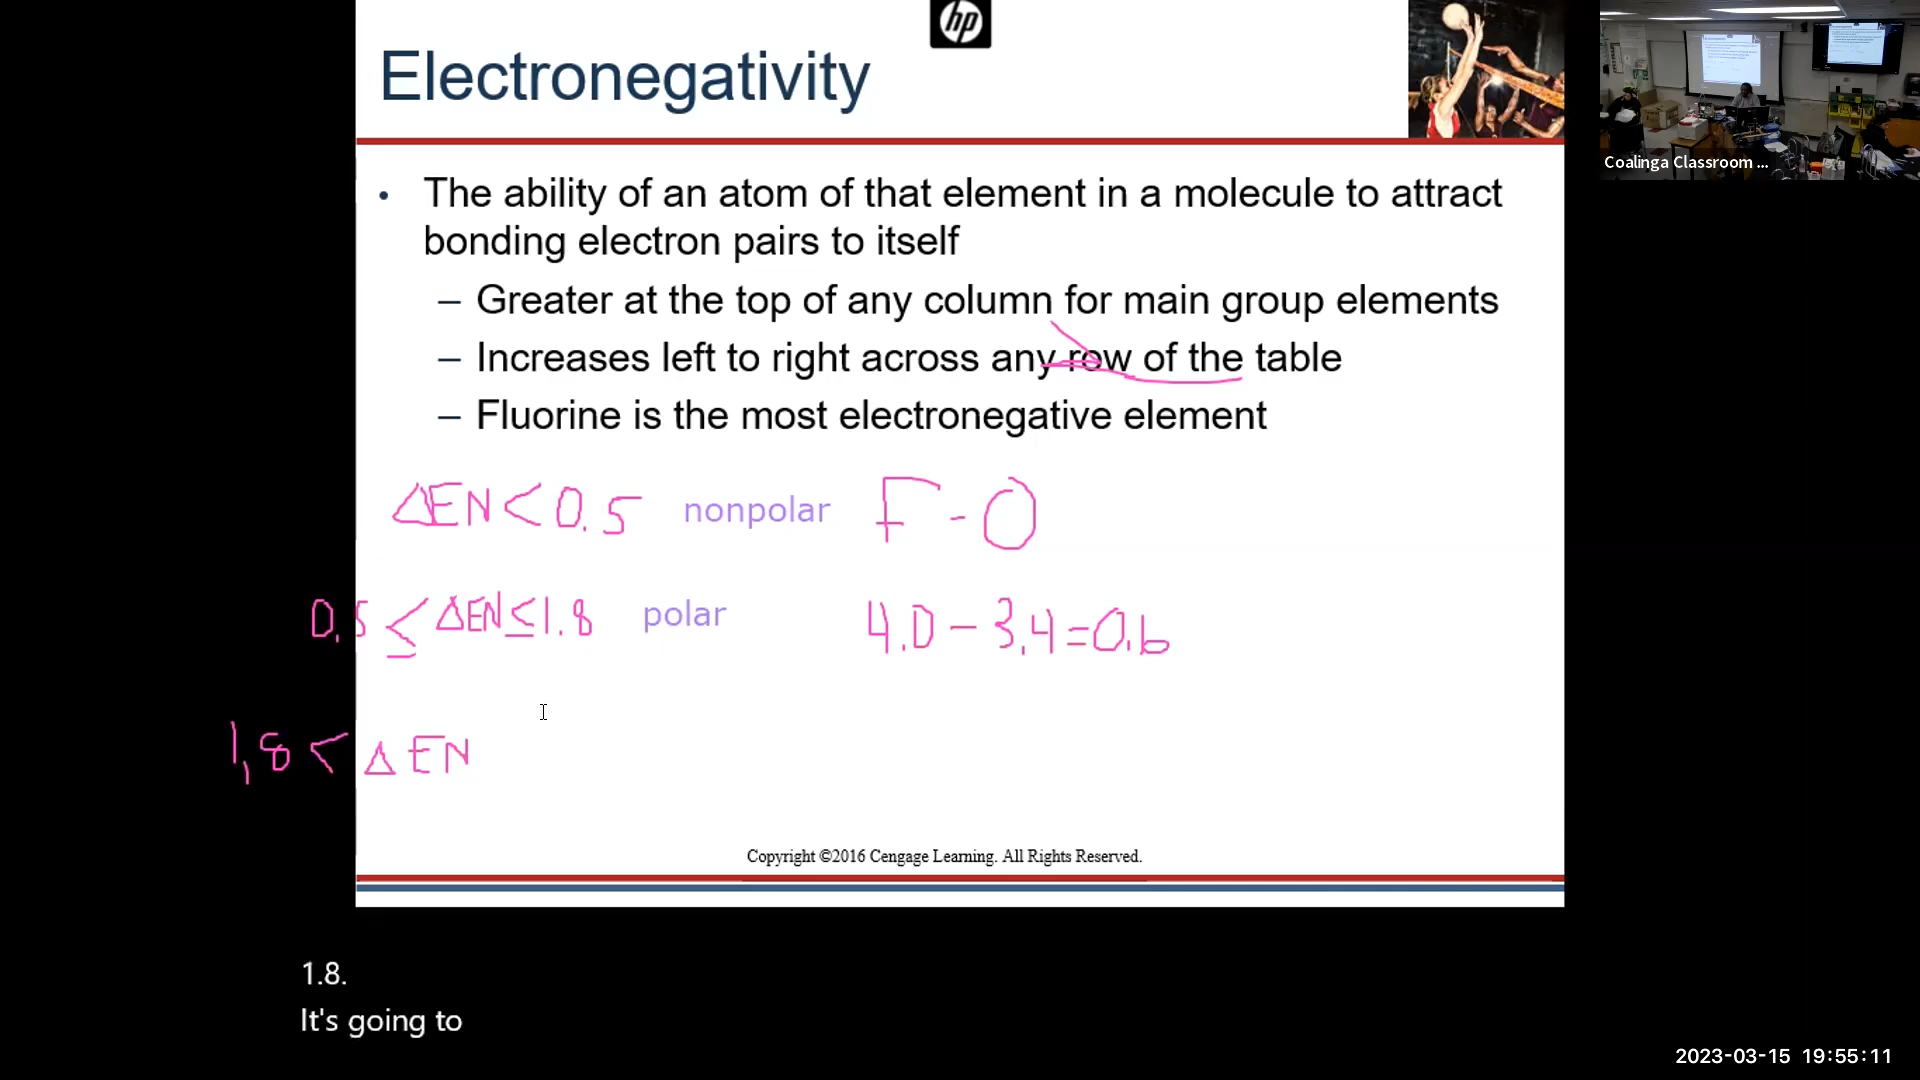 hp
Electronegativity
Coalinga Classroom ...
• The ability of an atom of that element in a molecule to attract
bonding electron pairs to itself
– Greater at the top of any column for main group elements
– Increases left to right across any row of the table
– Fluorine is the most electronegative element
ΔEN < 0.5 nonpolar F - O
0.5 ≤ ΔEN ≤ 1.8 polar 4.0 - 3.4 = 0.6
1.8 < ΔEN
Copyright ©2016 Cengage Learning. All Rights Reserved.
1.8.
It's going to
2023-03-15 19:55:11